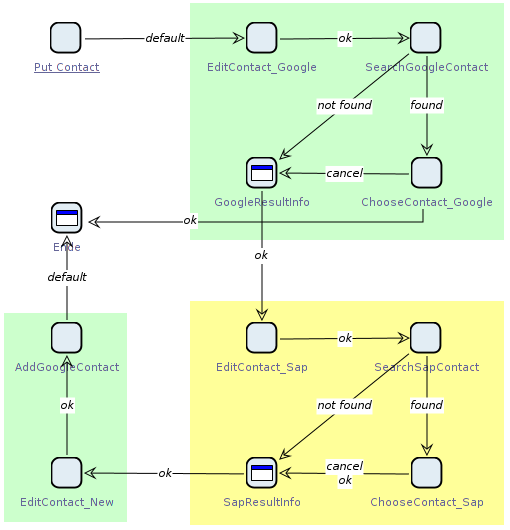 default
ok
Put Contact
EditContact_Google
SearchGoogleContact
not found
found
cancel
GoogleResultInfo
ChooseContact_Google
ok
Ende
ok
default
ok
AddGoogleContact
EditContact_Sap
SearchSapContact
ok
not found
found
cancel
ok
ok
EditContact_New
SapResultInfo
ChooseContact_Sap